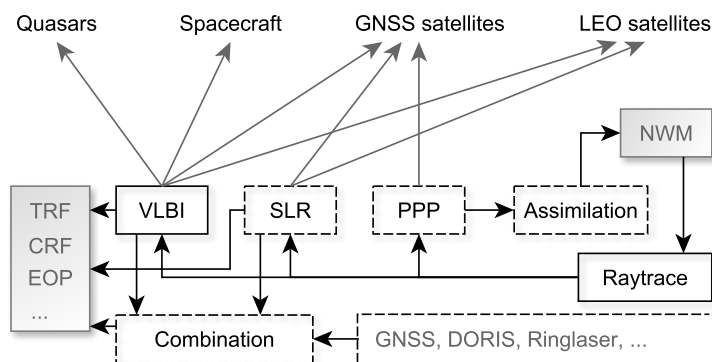 Quasars Spacecraft GNSS satellites LEO satellites
NWM
TRF VLBI SLR PPP Assimilation
CRF
EOP Raytrace
...
Combination GNSS, DORIS, Ringlaser, ...